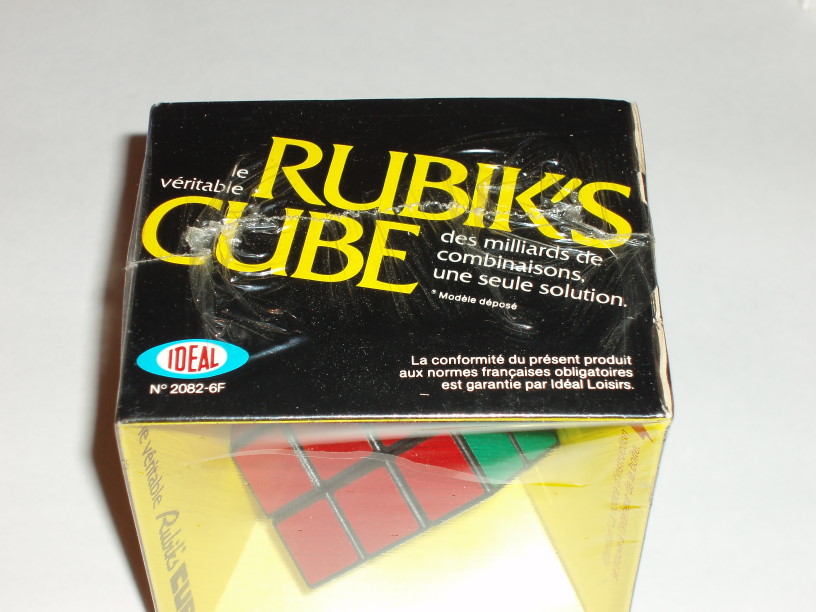 le
véritable
RUBIK'S
CUBE
des milliards de
combinaisons,
une seule solution.
* Modèle déposé
IDEAL
N° 2082-6F
La conformité du présent produit
aux normes françaises obligatoires
est garantie par Idéal Loisirs.
le véritable Rubik's CUBE